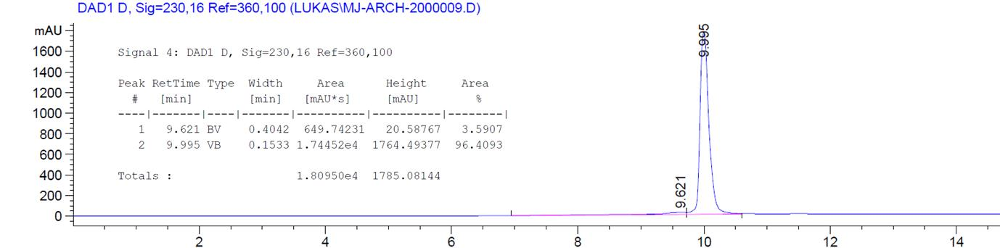 DAD1 D, Sig=230,16 Ref=360,100 (LUKAS\MJ-ARCH-2000009.D)
mAU
1600
1400
1200
1000
800
600
400
200
0
Signal 4: DAD1 D, Sig=230,16 Ref=360,100
Peak RetTime Type  Width     Area      Height     Area
#   [min]        [min]   [mAU*s]     [mAU]        %
----|-------|----|-------|----------|----------|--------|
1   9.621 BV    0.4042  649.74231   20.58767   3.5907
2   9.995 VB    0.1533 1.74452e4  1764.49377  96.4093
Totals :                  1.80950e4  1785.08144
9.621
9.995
2
4
6
8
10
12
14